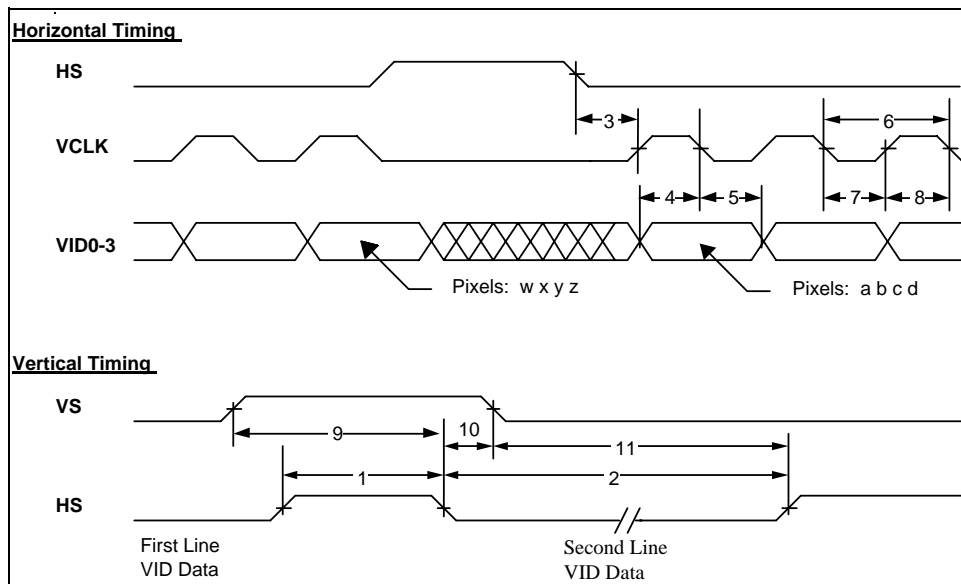 Horizontal Timing
HS
3
6
VCLK
4
5
7
8
VID0-3
Pixels: w x y z
Pixels: a b c d
Vertical Timing
VS
9
10
11
1
2
HS
First Line
VID Data
Second Line
VID Data